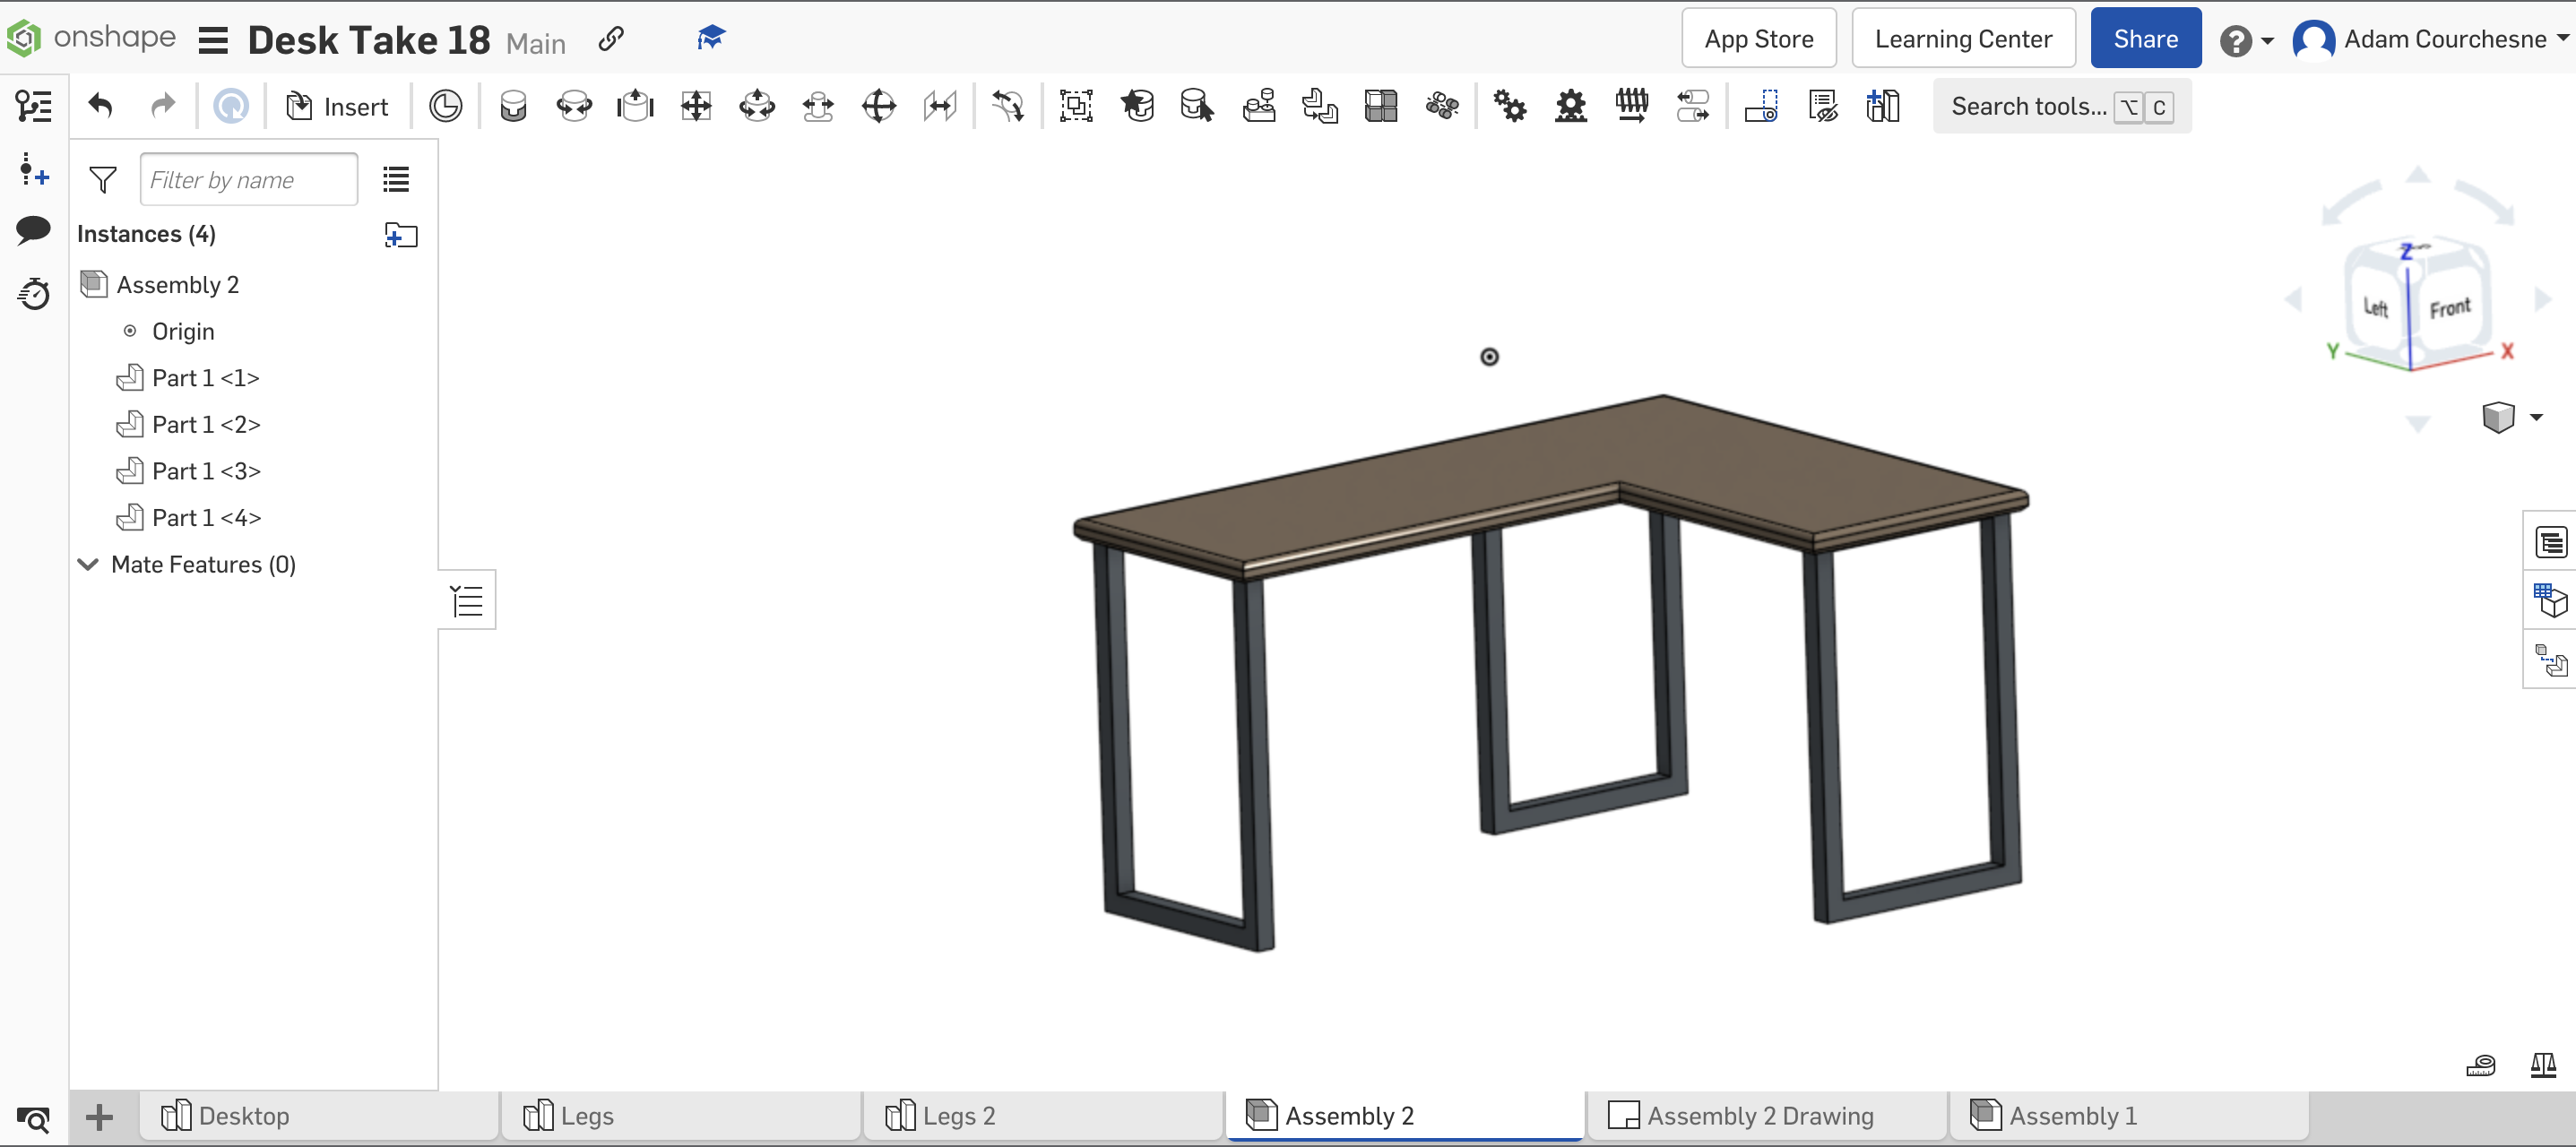 onshape Desk Take 18 Main App Store Learning Center Share ? Adam Courchesne
Insert Search tools... ⌥ C
Filter by name
Instances (4)
Assembly 2
Origin
Part 1 <1>
Part 1 <2>
Part 1 <3>
Part 1 <4>
Mate Features (0)
Z
Left Front
Y X
Desktop Legs Legs 2 Assembly 2 Assembly 2 Drawing Assembly 1